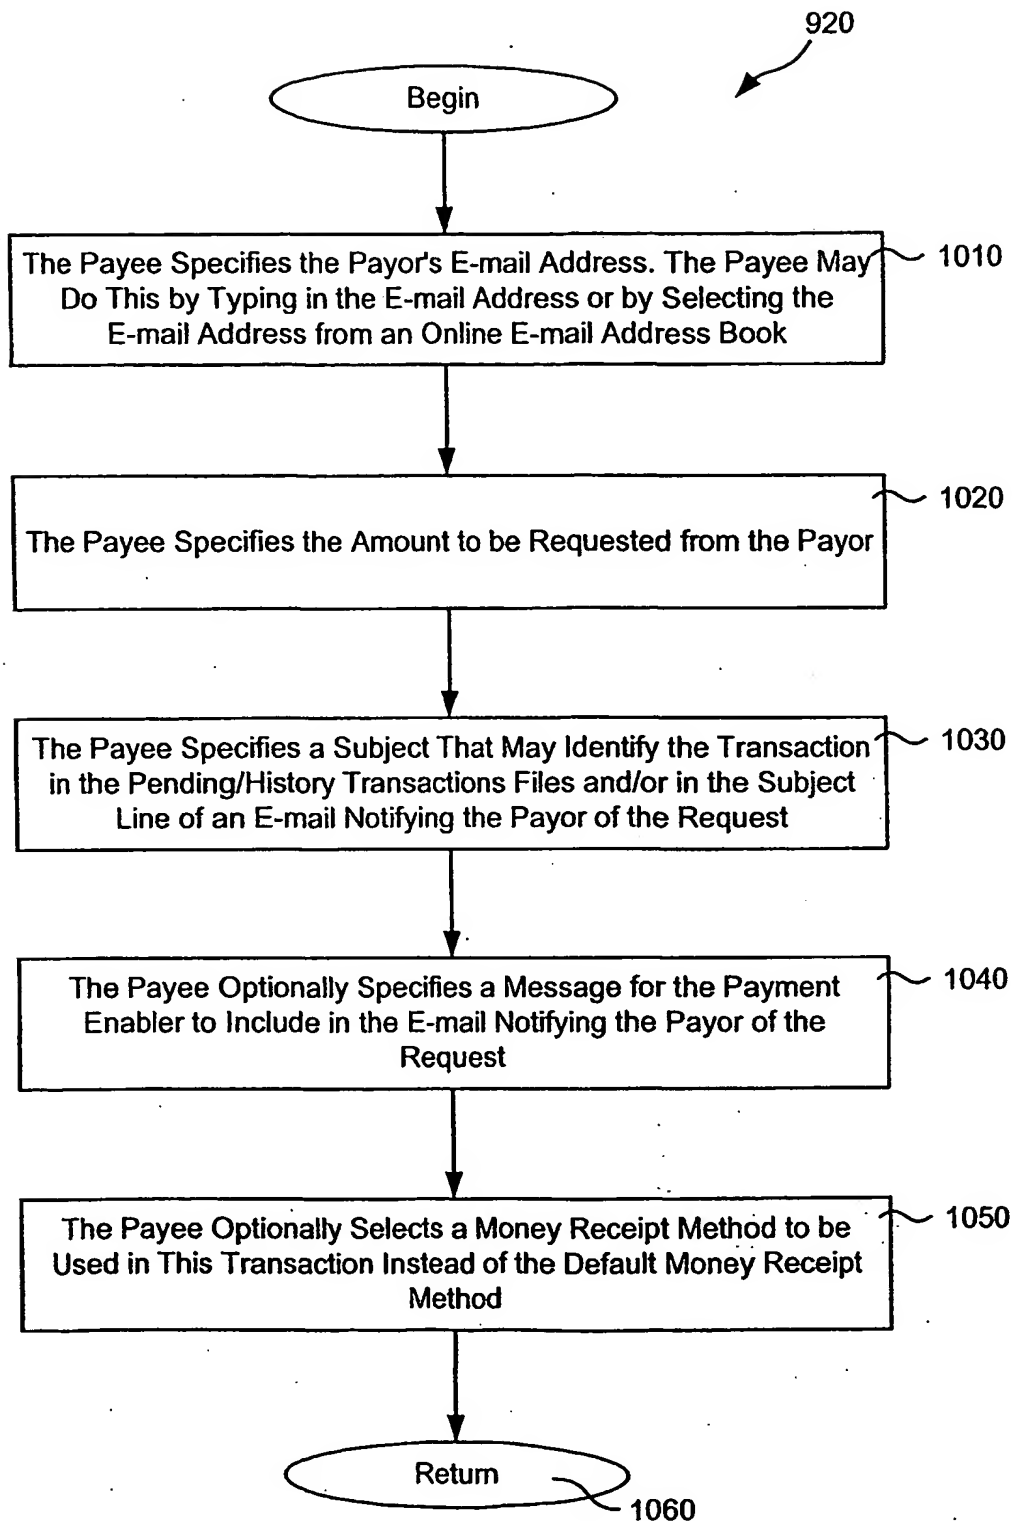 920
Begin
The Payee Specifies the Payor's E-mail Address. The Payee May
Do This by Typing in the E-mail Address or by Selecting the
E-mail Address from an Online E-mail Address Book
1010
The Payee Specifies the Amount to be Requested from the Payor
1020
The Payee Specifies a Subject That May Identify the Transaction
in the Pending/History Transactions Files and/or in the Subject
Line of an E-mail Notifying the Payor of the Request
1030
The Payee Optionally Specifies a Message for the Payment
Enabler to Include in the E-mail Notifying the Payor of the
Request
1040
The Payee Optionally Selects a Money Receipt Method to be
Used in This Transaction Instead of the Default Money Receipt
Method
1050
Return
1060